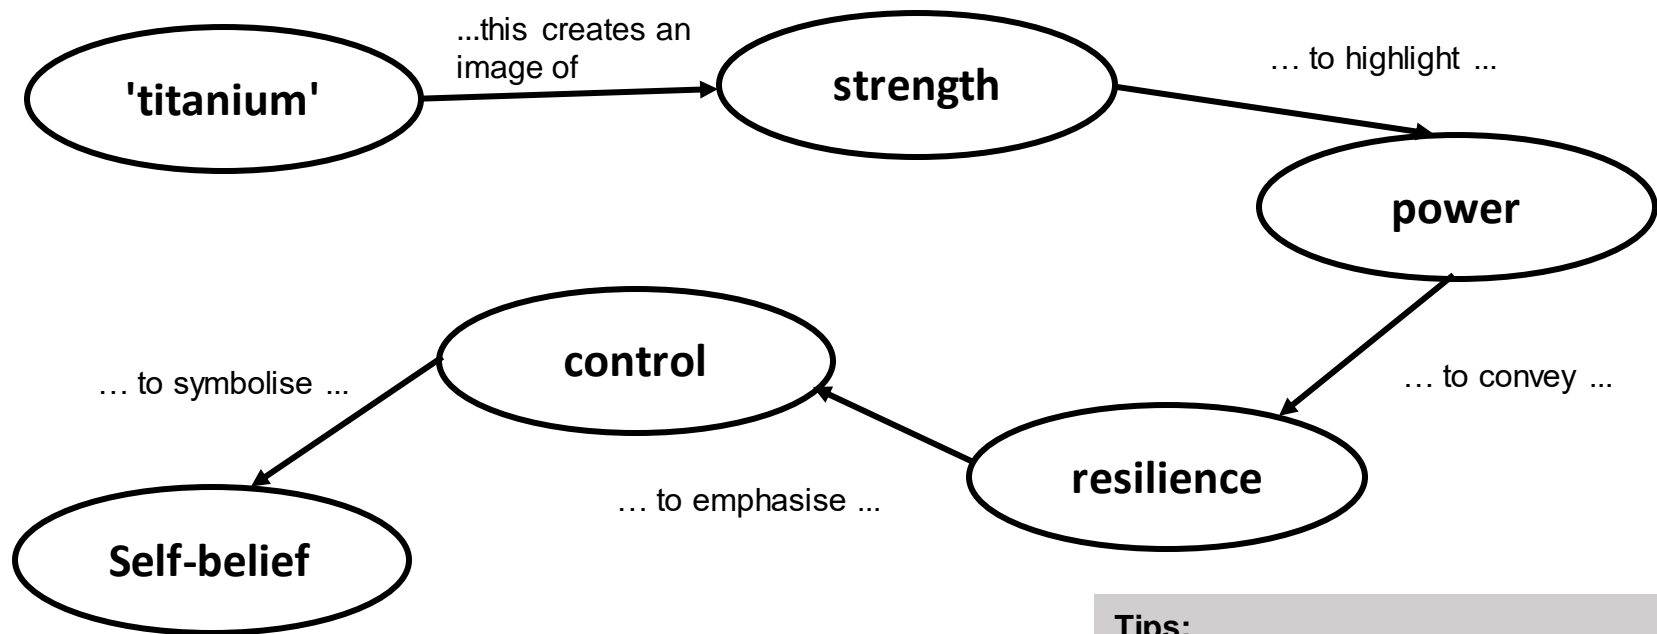 'titanium'
...this creates an
image of
strength
... to highlight ...
power
... to convey ...
resilience
... to emphasise ...
control
... to symbolise ...
Self-belief
Tips: